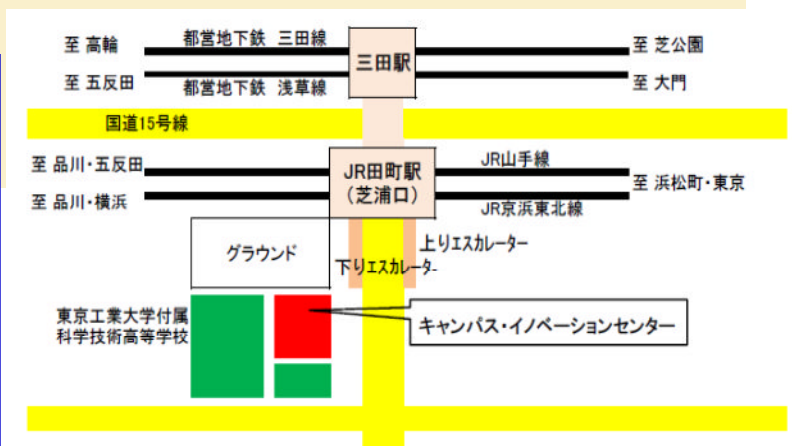 至 高輪
都営地下鉄 三田線
三田駅
至 芝公園
至 五反田
都営地下鉄 浅草線
至 大門
国道15号線
至 品川・五反田
JR田町駅
(芝浦口)
JR山手線
至 浜松町・東京
至 品川・横浜
JR京浜東北線
グラウンド
上りエスカレーター
下りエスカレーター
東京工業大学付属
科学技術高等学校
キャンパス・イノベーションセンター